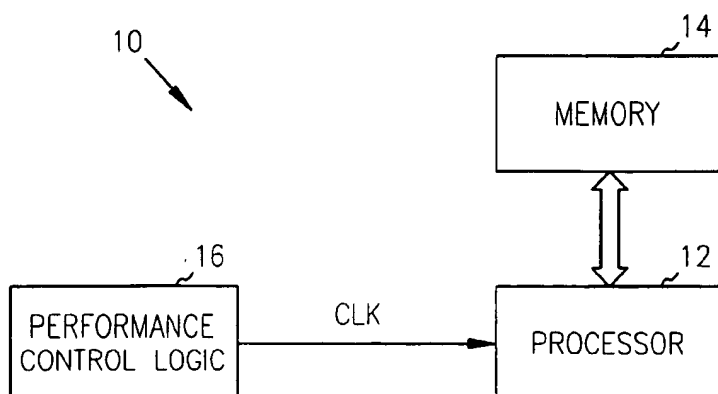 10
14
MEMORY
16
12
PERFORMANCE
CONTROL LOGIC
CLK
PROCESSOR